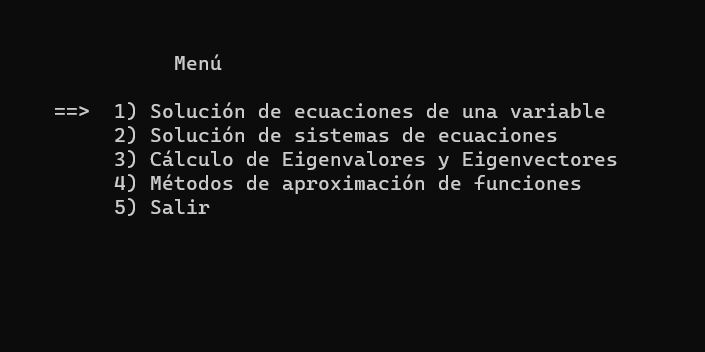 Menú
==> 1) Solución de ecuaciones de una variable
2) Solución de sistemas de ecuaciones
3) Cálculo de Eigenvalores y Eigenvectores
4) Métodos de aproximación de funciones
5) Salir